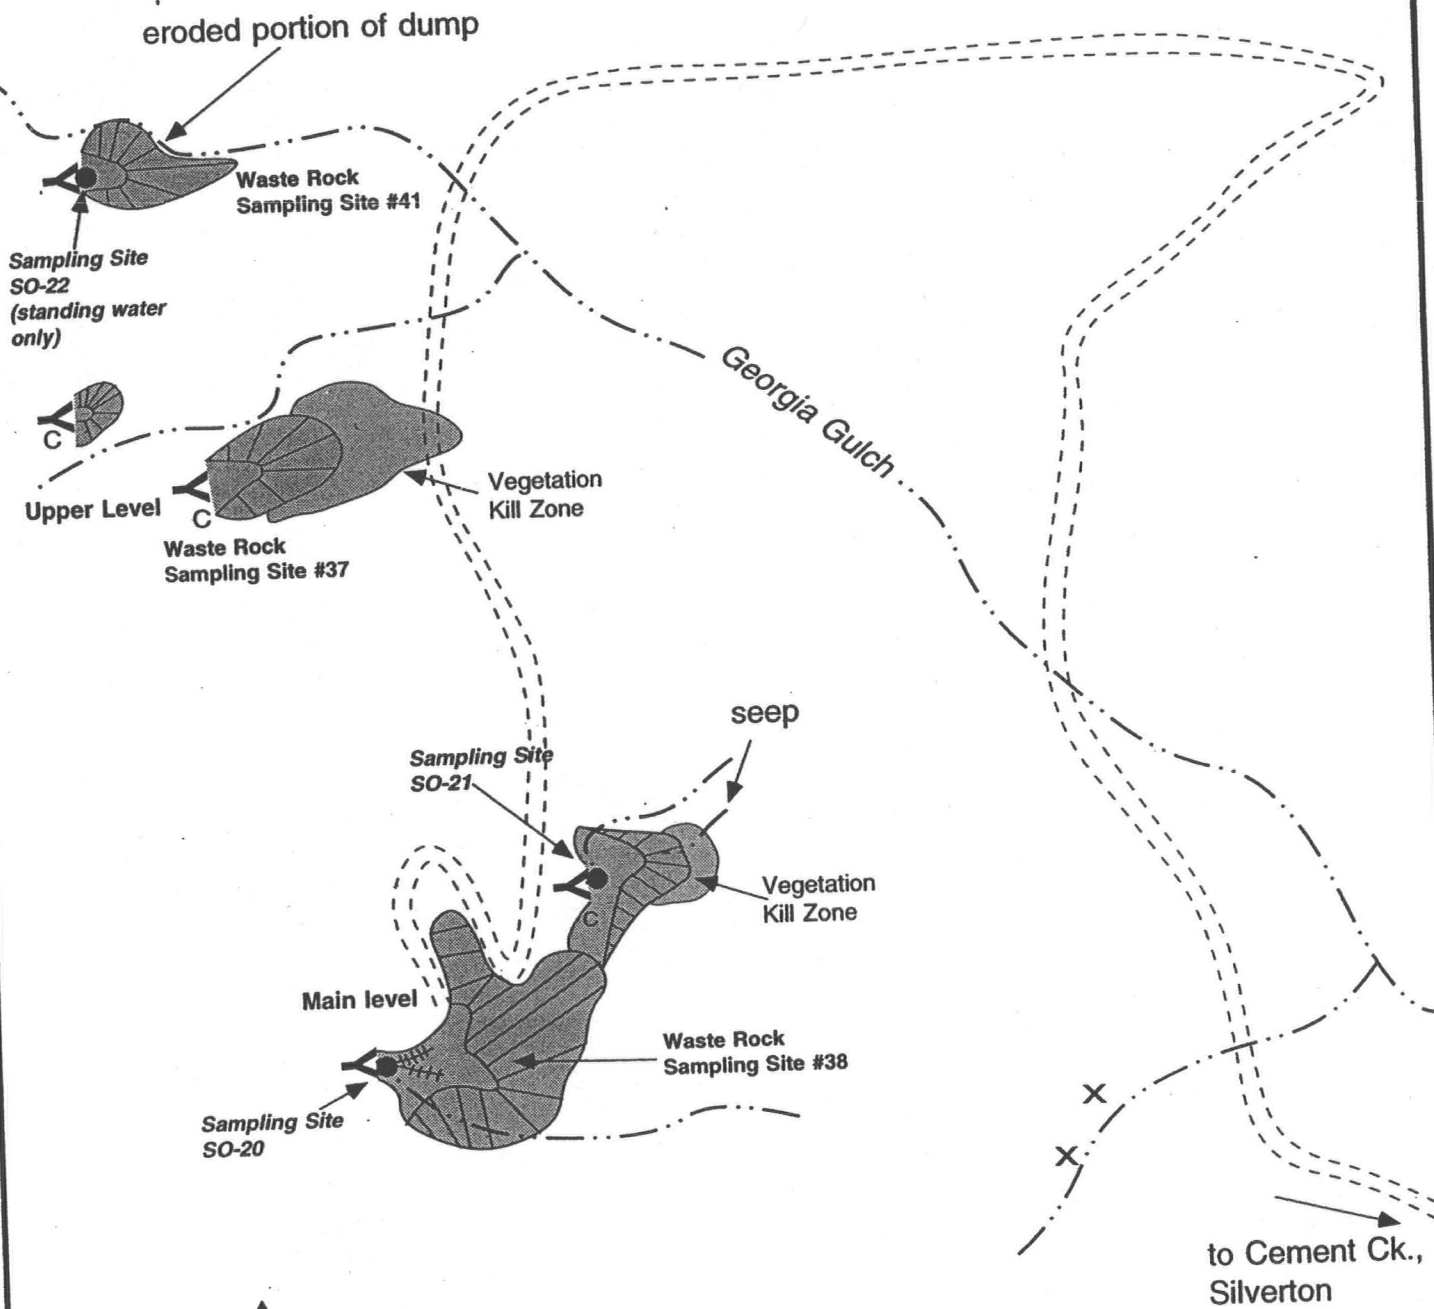 eroded portion of dump
Waste Rock
Sampling Site #41
Sampling Site
SO-22
(standing water
only)
Georgia Gulch
C
Upper Level
C
Vegetation
Kill Zone
Waste Rock
Sampling Site #37
seep
Sampling Site
SO-21
Vegetation
Kill Zone
C
Main level
Waste Rock
Sampling Site #38
Sampling Site
SO-20
X
X
to Cement Ck.,
Silverton